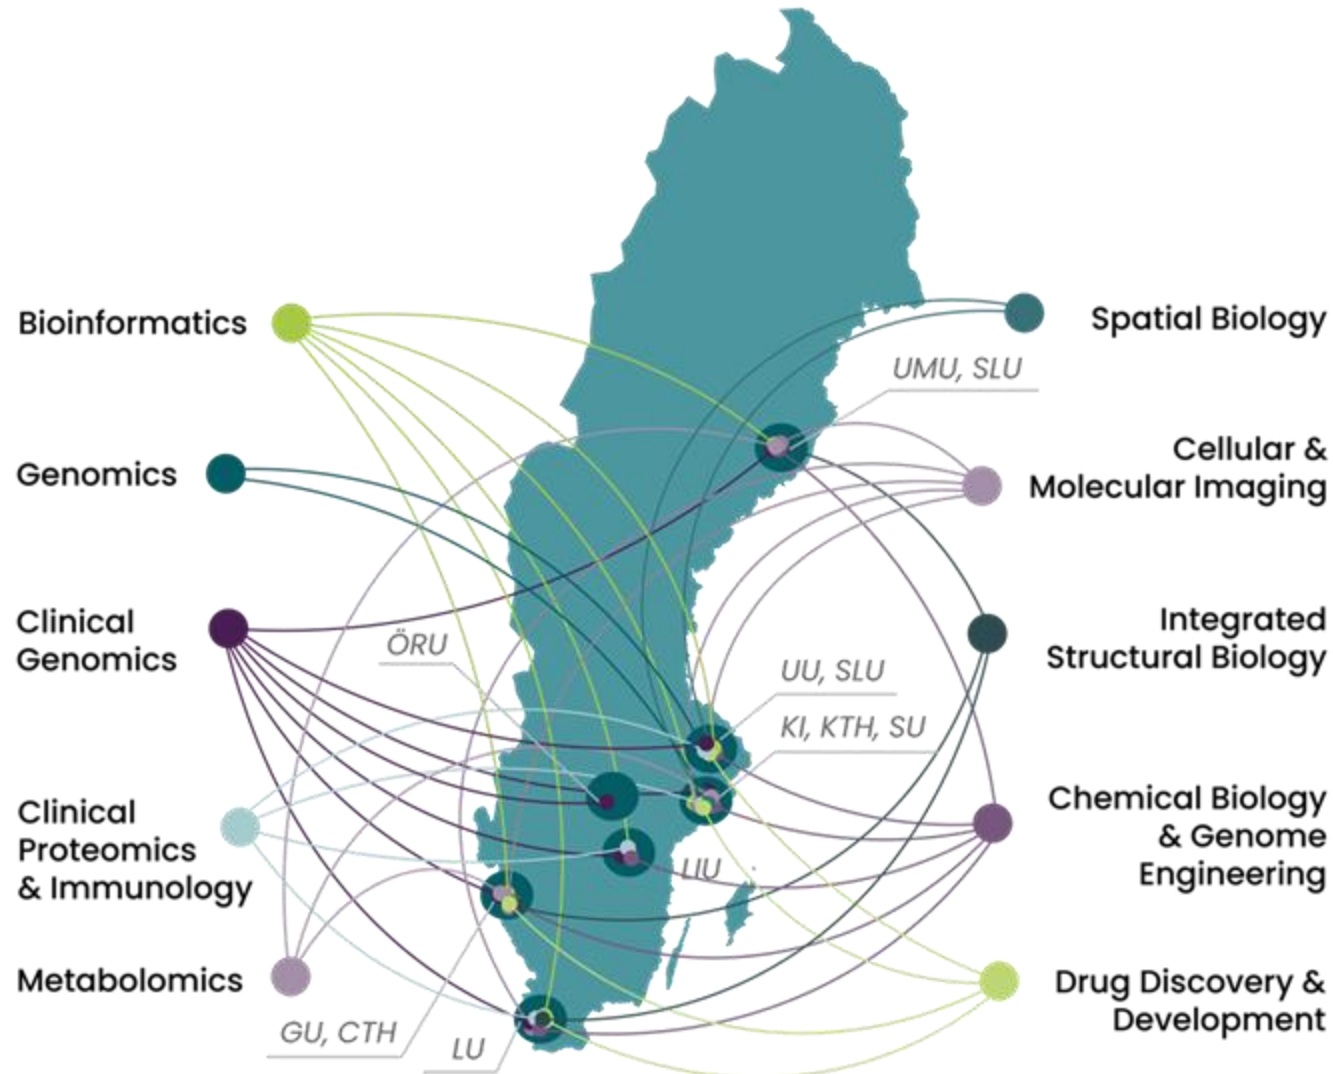 Bioinformatics
Spatial Biology
UMU, SLU
Genomics
Cellular &
Molecular Imaging
Clinical
Genomics
ÖRU
Integrated
Structural Biology
UU, SLU
KI, KTH, SU
Clinical
Proteomics
& Immunology
Chemical Biology
& Genome
Engineering
LIU
Metabolomics
Drug Discovery &
Development
GU, CTH
LU